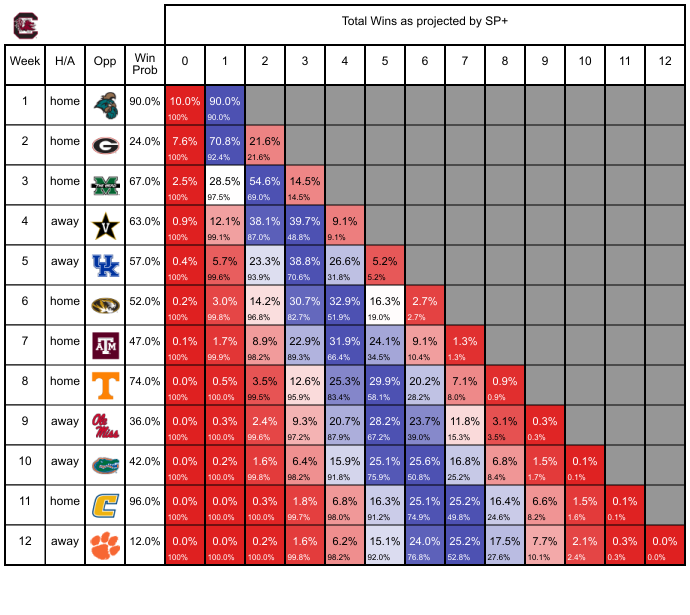 Total Wins as projected by SP+
Week H/A Opp Win Prob 0 1 2 3 4 5 6 7 8 9 10 11 12
1 home 90.0% 10.0% 90.0%
100% 90.0%
2 home G 24.0% 7.6% 70.8% 21.6%
100% 92.4% 21.6%
3 home M THE HERD 67.0% 2.5% 28.5% 54.6% 14.5%
100% 97.5% 69.0% 14.5%
4 away V 63.0% 0.9% 12.1% 38.1% 39.7% 9.1%
100% 99.1% 87.0% 48.8% 9.1%
5 away UK 57.0% 0.4% 5.7% 23.3% 38.8% 26.6% 5.2%
100% 99.6% 93.9% 70.6% 31.8% 5.2%
6 home 52.0% 0.2% 3.0% 14.2% 30.7% 32.9% 16.3% 2.7%
100% 99.8% 96.8% 82.7% 51.9% 19.0% 2.7%
7 home ATM 47.0% 0.1% 1.7% 8.9% 22.9% 31.9% 24.1% 9.1% 1.3%
100% 99.9% 98.2% 89.3% 66.4% 34.5% 10.4% 1.3%
8 home T 74.0% 0.0% 0.5% 3.5% 12.6% 25.3% 29.9% 20.2% 7.1% 0.9%
100% 100.0% 99.5% 95.9% 83.4% 58.1% 28.2% 8.0% 0.9%
9 away Ole Miss 36.0% 0.0% 0.3% 2.4% 9.3% 20.7% 28.2% 23.7% 11.8% 3.1% 0.3%
100% 100.0% 99.6% 97.2% 87.9% 67.2% 39.0% 15.3% 3.5% 0.3%
10 away 42.0% 0.0% 0.2% 1.6% 6.4% 15.9% 25.1% 25.6% 16.8% 6.8% 1.5% 0.1%
100% 100.0% 99.8% 98.2% 91.8% 75.9% 50.8% 25.2% 8.4% 1.7% 0.1%
11 home C 96.0% 0.0% 0.0% 0.3% 1.8% 6.8% 16.3% 25.1% 25.2% 16.4% 6.6% 1.5% 0.1%
100% 100.0% 100.0% 99.7% 98.0% 91.2% 74.9% 49.8% 24.6% 8.2% 1.6% 0.1%
12 away 12.0% 0.0% 0.0% 0.2% 1.6% 6.2% 15.1% 24.0% 25.2% 17.5% 7.7% 2.1% 0.3% 0.0%
100% 100.0% 100.0% 99.8% 98.2% 92.0% 76.8% 52.8% 27.6% 10.1% 2.4% 0.3% 0.0%